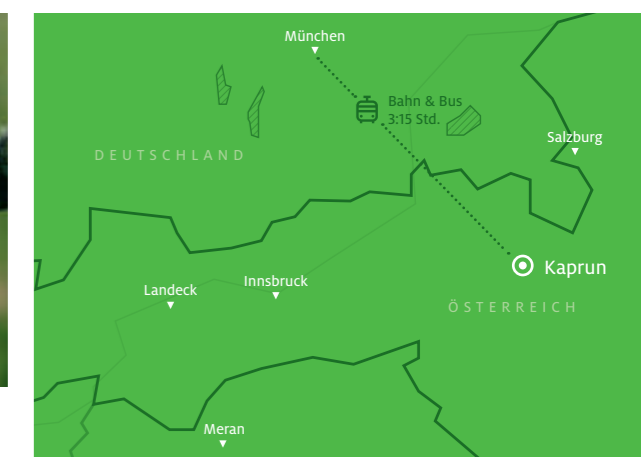 München
Bahn & Bus
3:15 Std.
Salzburg
DEUTSCHLAND
Kaprun
Innsbruck
Landeck
ÖSTERREICH
Meran